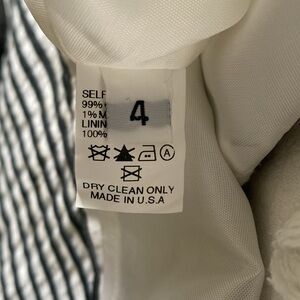 SELF
99%
1% M
LININ
100%
4
A
DRY CLEAN ONLY
MADE IN U.S.A